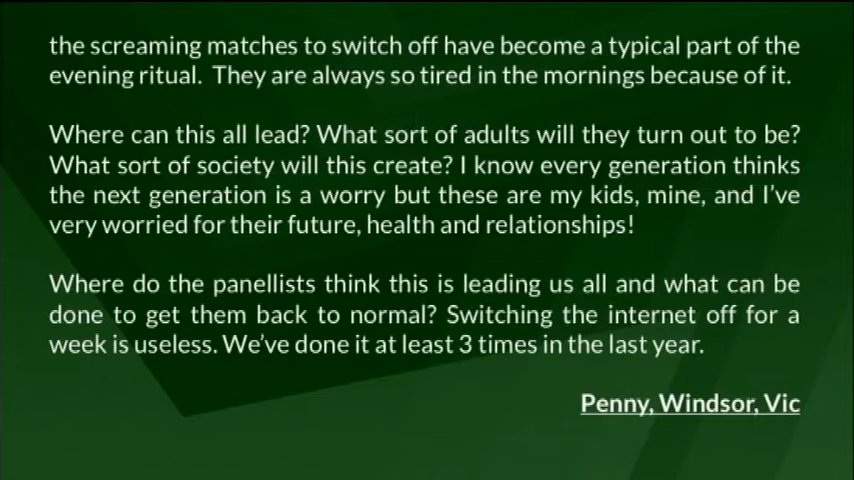 the screaming matches to switch off have become a typical part of the
evening ritual.  They are always so tired in the mornings because of it.
Where can this all lead? What sort of adults will they turn out to be?
What sort of society will this create? I know every generation thinks
the next generation is a worry but these are my kids, mine, and I've
very worried for their future, health and relationships!
Where do the panellists think this is leading us all and what can be
done to get them back to normal? Switching the internet off for a
week is useless. We've done it at least 3 times in the last year.
Penny, Windsor, Vic